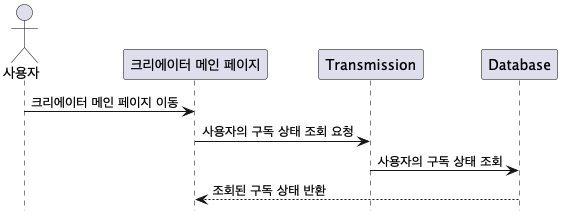 사용자
크리에이터 메인 페이지
Transmission
Database
크리에이터 메인 페이지 이동
사용자의 구독 상태 조회 요청
사용자의 구독 상태 조회
조회된 구독 상태 반환